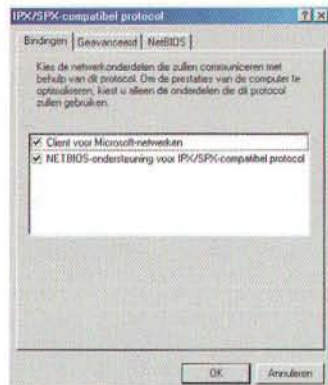 IPX/SPX-compatibel protocol
Bindingen Geavanceerd NetBIOS
Kies de netwerkonderdelen die zullen communiceren met
behulp van dit protocol. Om de prestaties van de computer te
optimaliseren, kiest u alleen de onderdelen die dit protocol
zullen gebruiken.
Client voor Microsoft-netwerken
NETBIOS-ondersteuning voor IPX/SPX-compatibel protocol
OK Annuleren